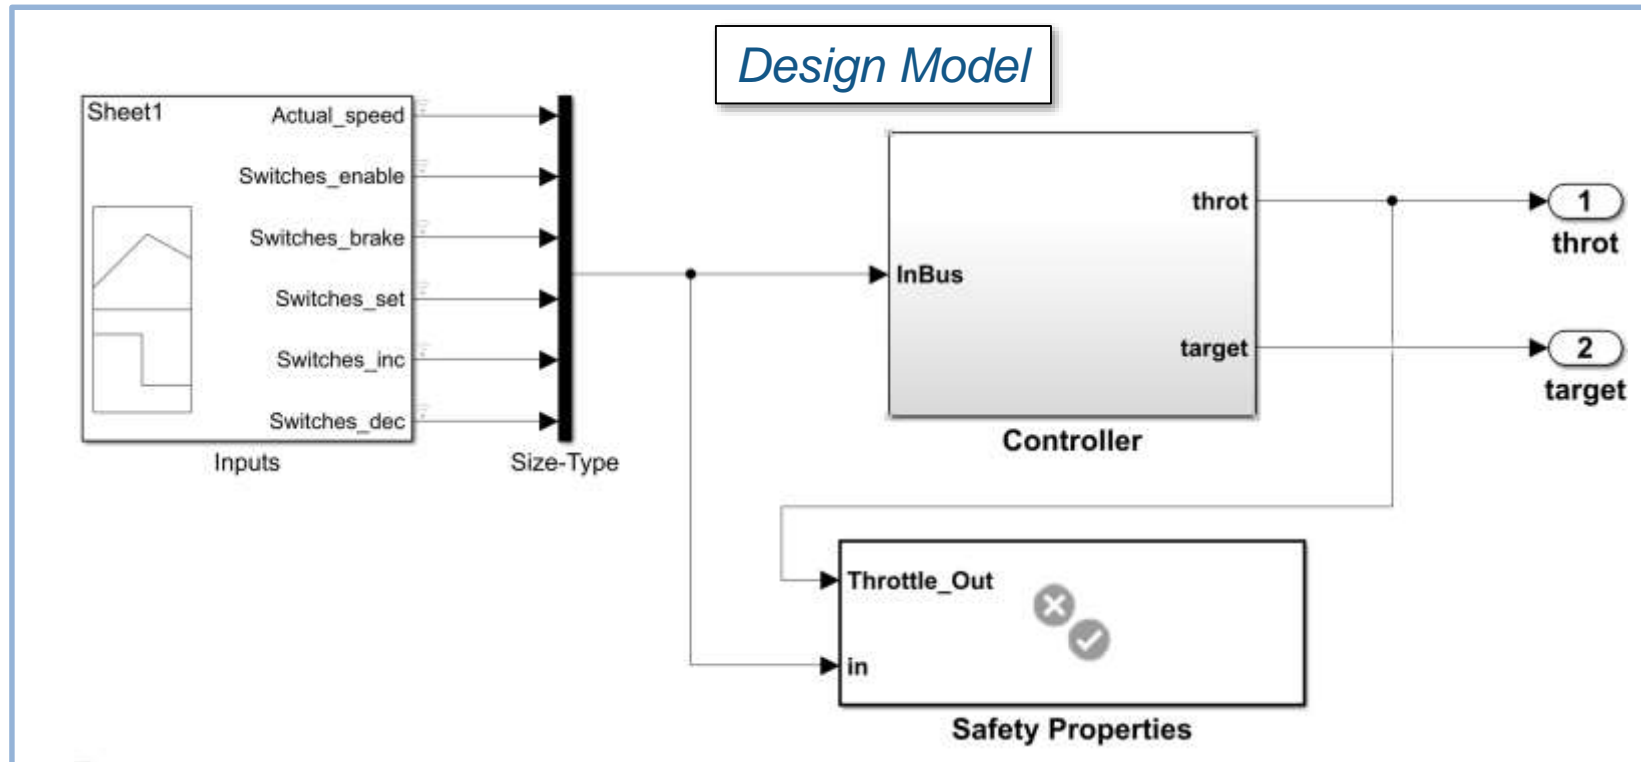 Design Model
Sheet1
Actual_speed
Switches_enable
Switches_brake
Switches_set
Switches_inc
Switches_dec
Inputs
Size-Type
InBus
throt
target
Controller
1
throt
2
target
Throttle_Out
in
Safety Properties